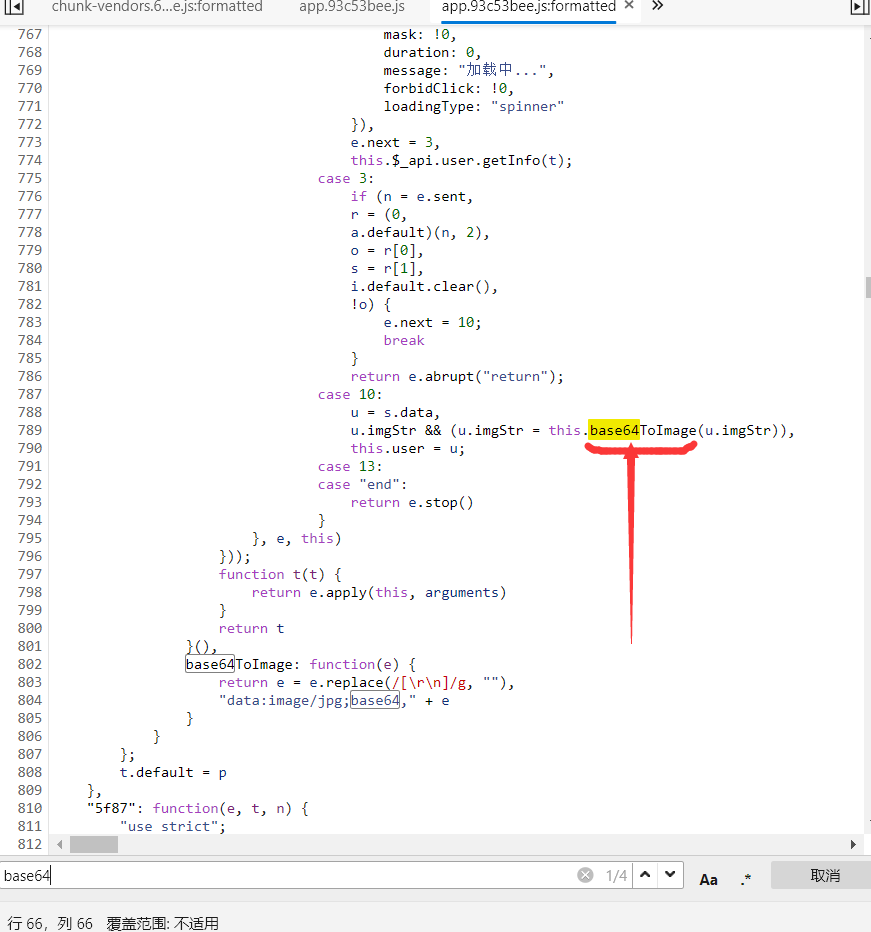 chunk-vendors.6...e.js:formatted app.93c53bee.js app.93c53bee.js:formatted × »
767 mask: !0,
768 duration: 0,
769 message: "加载中...",
770 forbidClick: !0,
771 loadingType: "spinner"
772 }),
773 e.next = 3,
774 this.$_api.user.getInfo(t);
775 case 3:
776 if (n = e.sent,
777 r = (0,
778 a.default)(n, 2),
779 o = r[0],
780 s = r[1],
781 i.default.clear(),
782 !o) {
783 e.next = 10;
784 break
785 }
786 return e.abrupt("return");
787 case 10:
788 u = s.data,
789 u.imgStr && (u.imgStr = this.base64ToImage(u.imgStr)),
790 this.user = u;
791 case 13:
792 case "end":
793 return e.stop()
794 }
795 }, e, this)
796 }));
797 function t(t) {
798 return e.apply(this, arguments)
799 }
800 return t
801 }(),
802 base64ToImage: function(e) {
803 return e = e.replace(/[\r\n]/g, ""),
804 "data:image/jpg;base64," + e
805 }
806 }
807 };
808 t.default = p
809 },
810 "5f87": function(e, t, n) {
811 "use strict";
812
base64 1/4 Aa .* 取消
行 66，列 66 覆盖范围: 不适用